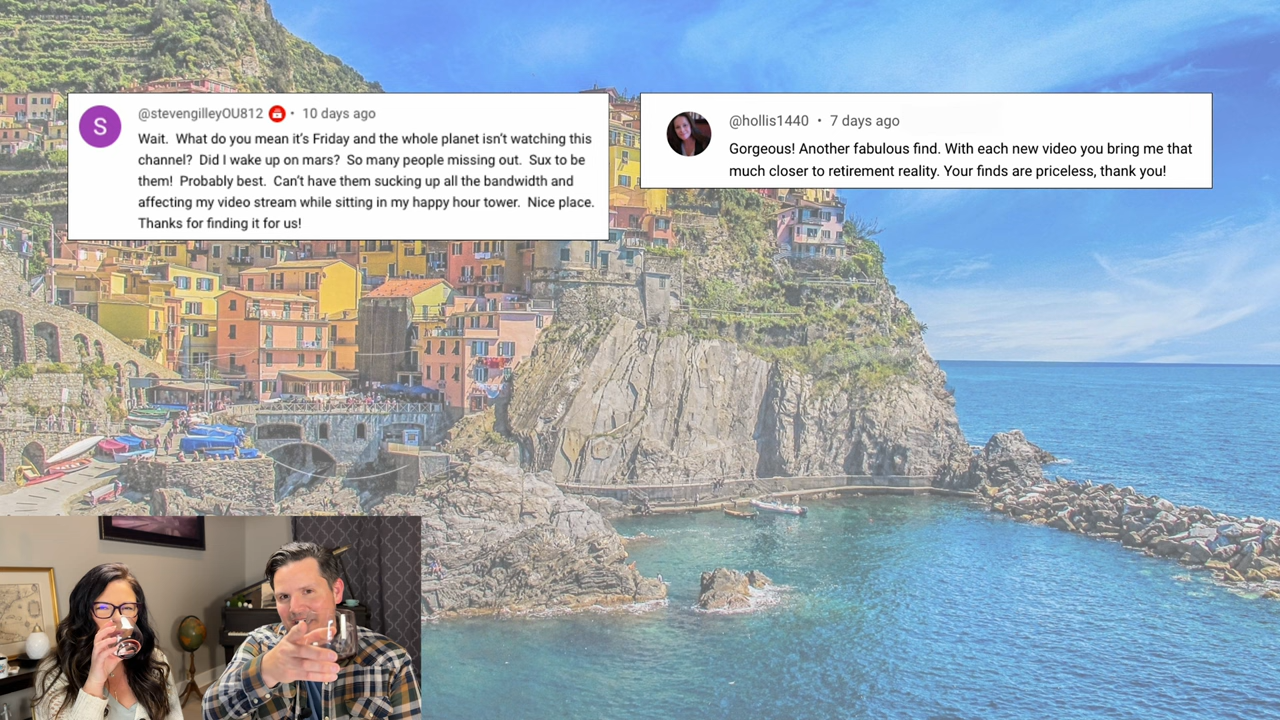 @stevengilleyOU812 • 10 days ago
Wait. What do you mean it's Friday and the whole planet isn't watching this
channel? Did I wake up on mars? So many people missing out. Sux to be
them! Probably best. Can't have them sucking up all the bandwidth and
affecting my video stream while sitting in my happy hour tower. Nice place.
Thanks for finding it for us!
S
@hollis1440 • 7 days ago
Gorgeous! Another fabulous find. With each new video you bring me that
much closer to retirement reality. Your finds are priceless, thank you!